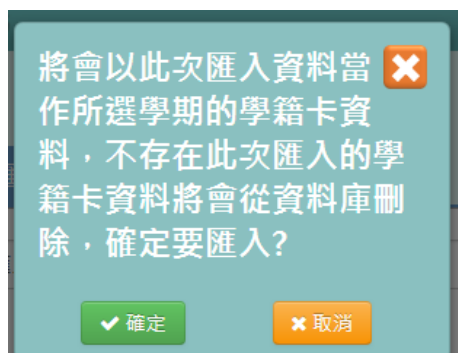 將會以此次匯入資料當
作所選學期的學籍卡資
料，不存在此次匯入的學
籍卡資料將會從資料庫刪
除，確定要匯入?
確定
取消